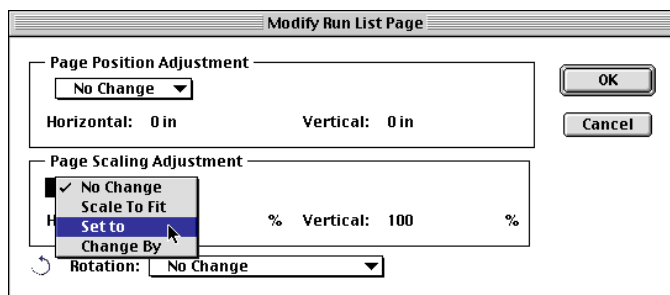 Modify Run List Page
Page Position Adjustment
No Change
OK
Horizontal: 0 in Vertical: 0 in
Cancel
Page Scaling Adjustment
✓ No Change
Scale To Fit
Set to
H % Vertical: 100 %
Change By
Rotation: No Change